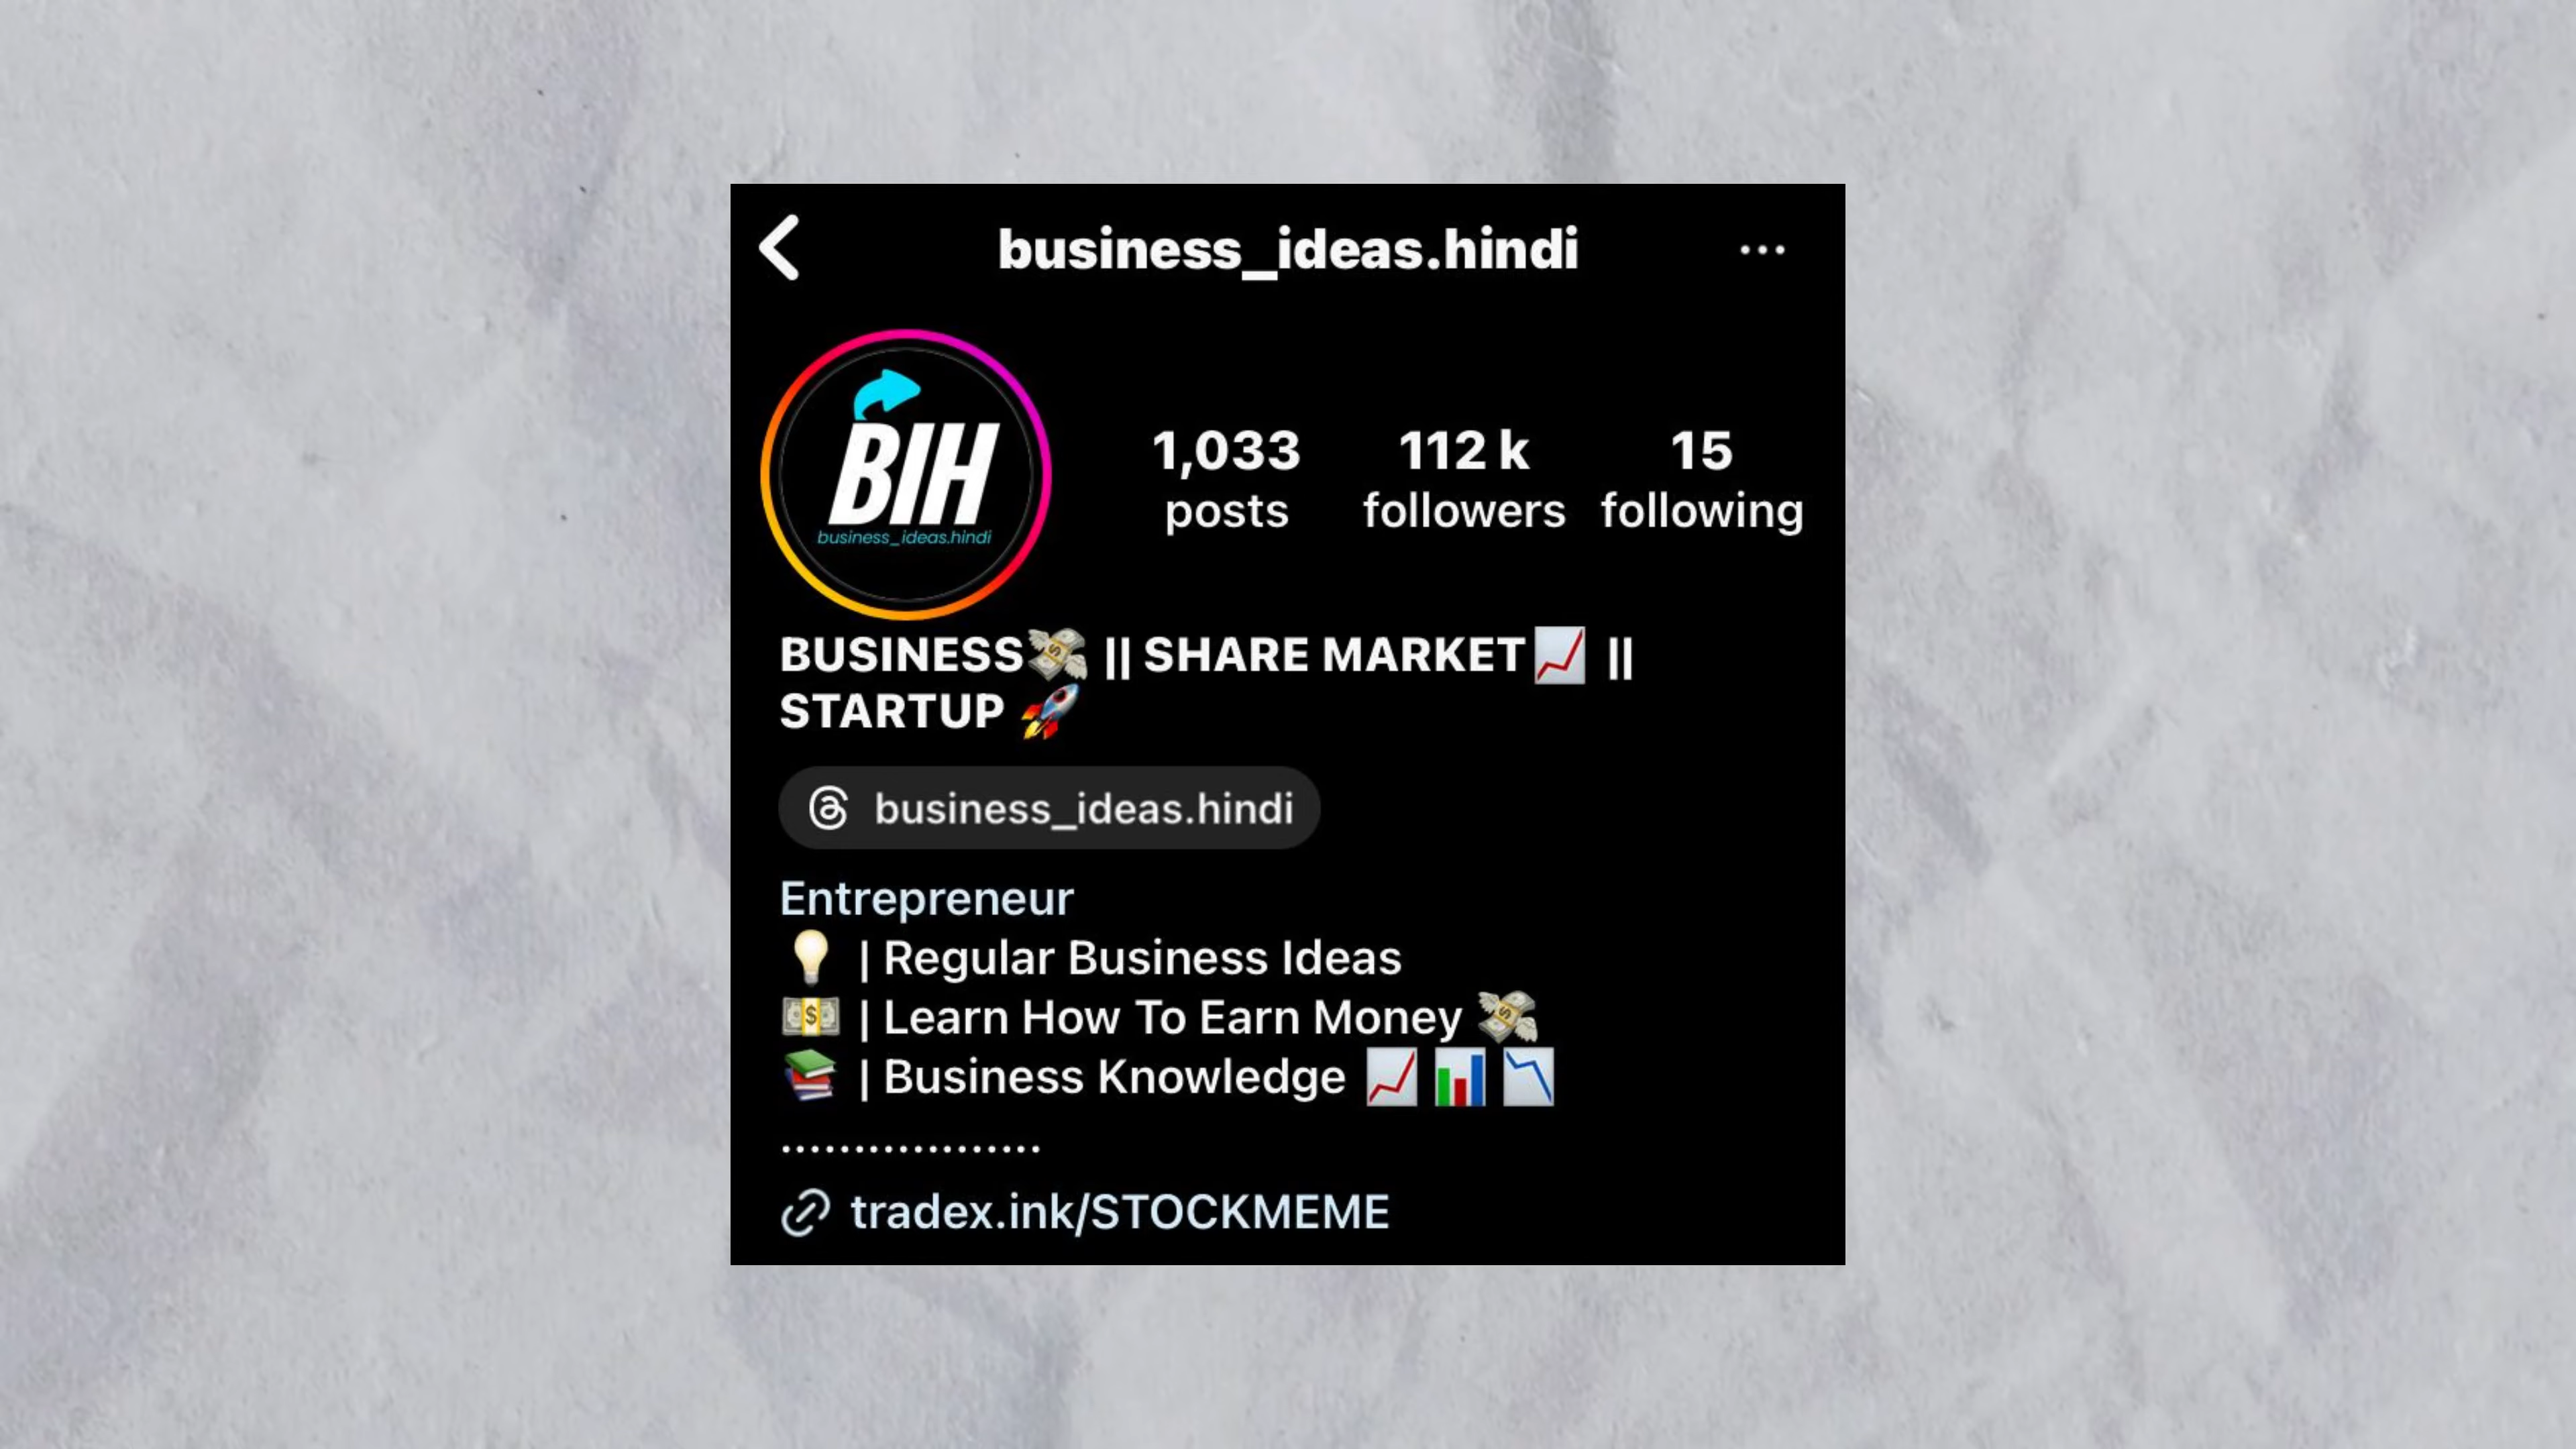 business_ideas.hindi
...
BIH
business_ideas.hindi
1,033 posts
112 k followers
15 following
BUSINESS💸 || SHARE MARKET📈 ||
STARTUP 🚀
business_ideas.hindi
Entrepreneur
💡 | Regular Business Ideas
💵 | Learn How To Earn Money 💸
📚 | Business Knowledge 📈 📊 📉
..................
tradex.ink/STOCKMEME